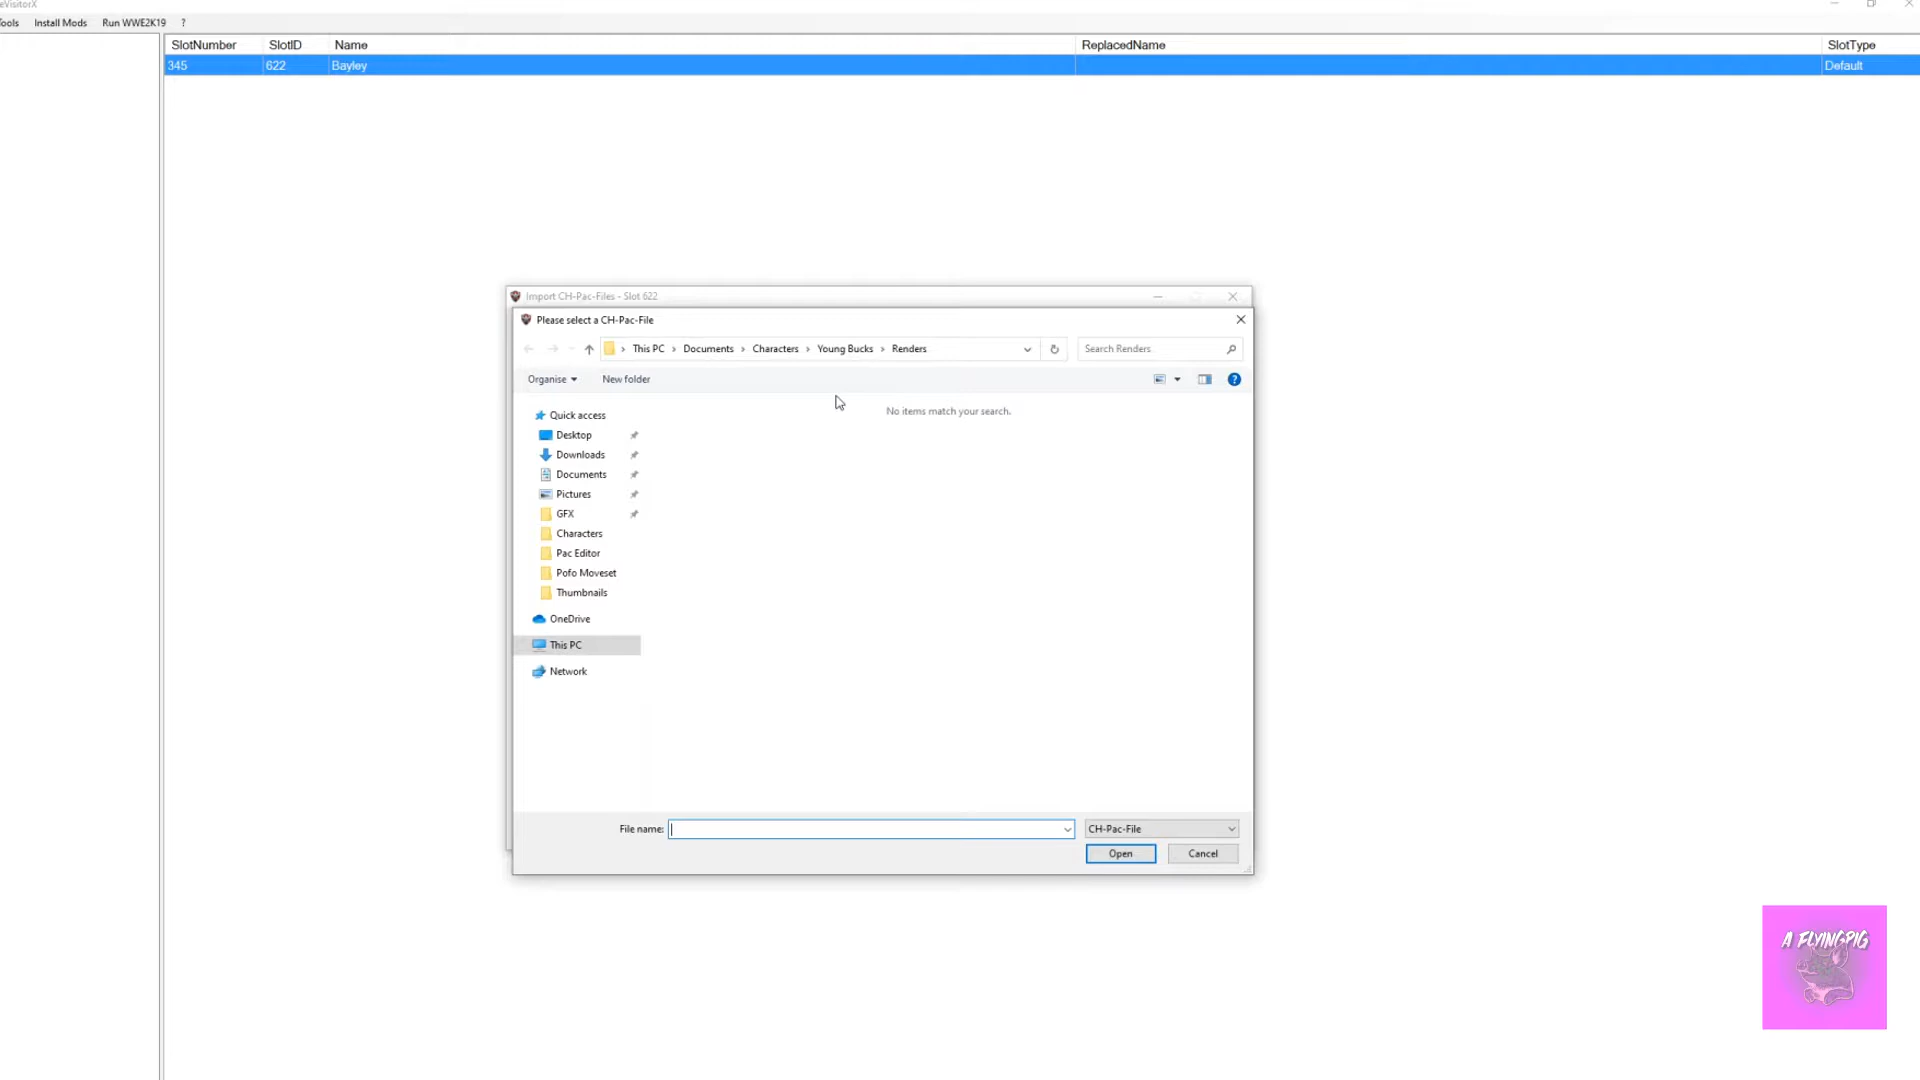 eVisitorX
Tools Install Mods Run WWE2K19 ?
SlotNumber SlotID Name ReplacedName SlotType
345 622 Bayley Default
Import CH-Pac-Files - Slot 622
Please select a CH-Pac-File
This PC > Documents > Characters > Young Bucks > Renders
Search Renders
Organise New folder
No items match your search.
Quick access
Desktop
Downloads
Documents
Pictures
GFX
Characters
Pac Editor
Pofo Moveset
Thumbnails
OneDrive
This PC
Network
File name: CH-Pac-File
Open Cancel
A FLYINGPIG